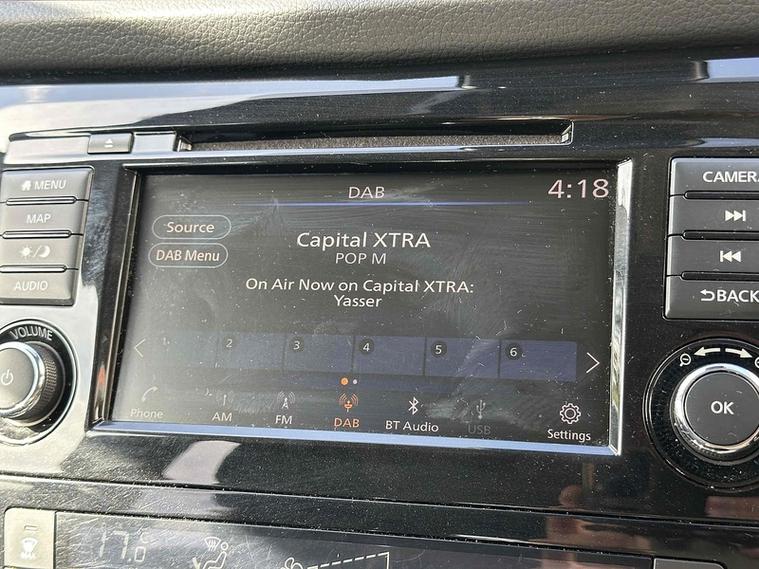 MENU
MAP
AUDIO
VOLUME
DAB
4:18
Source
DAB Menu
Capital XTRA
POP M
On Air Now on Capital XTRA:
Yasser
1 2 3 4 5 6
Phone AM FM DAB BT Audio USB Settings
CAMERA
BACK
OK
17.0